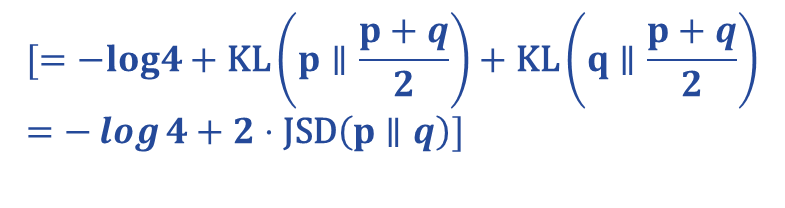 [= −log4 + KL(p ∥ (p + q)/2) + KL(q ∥ (p + q)/2)
= − log 4 + 2 · JSD(p ∥ q)]